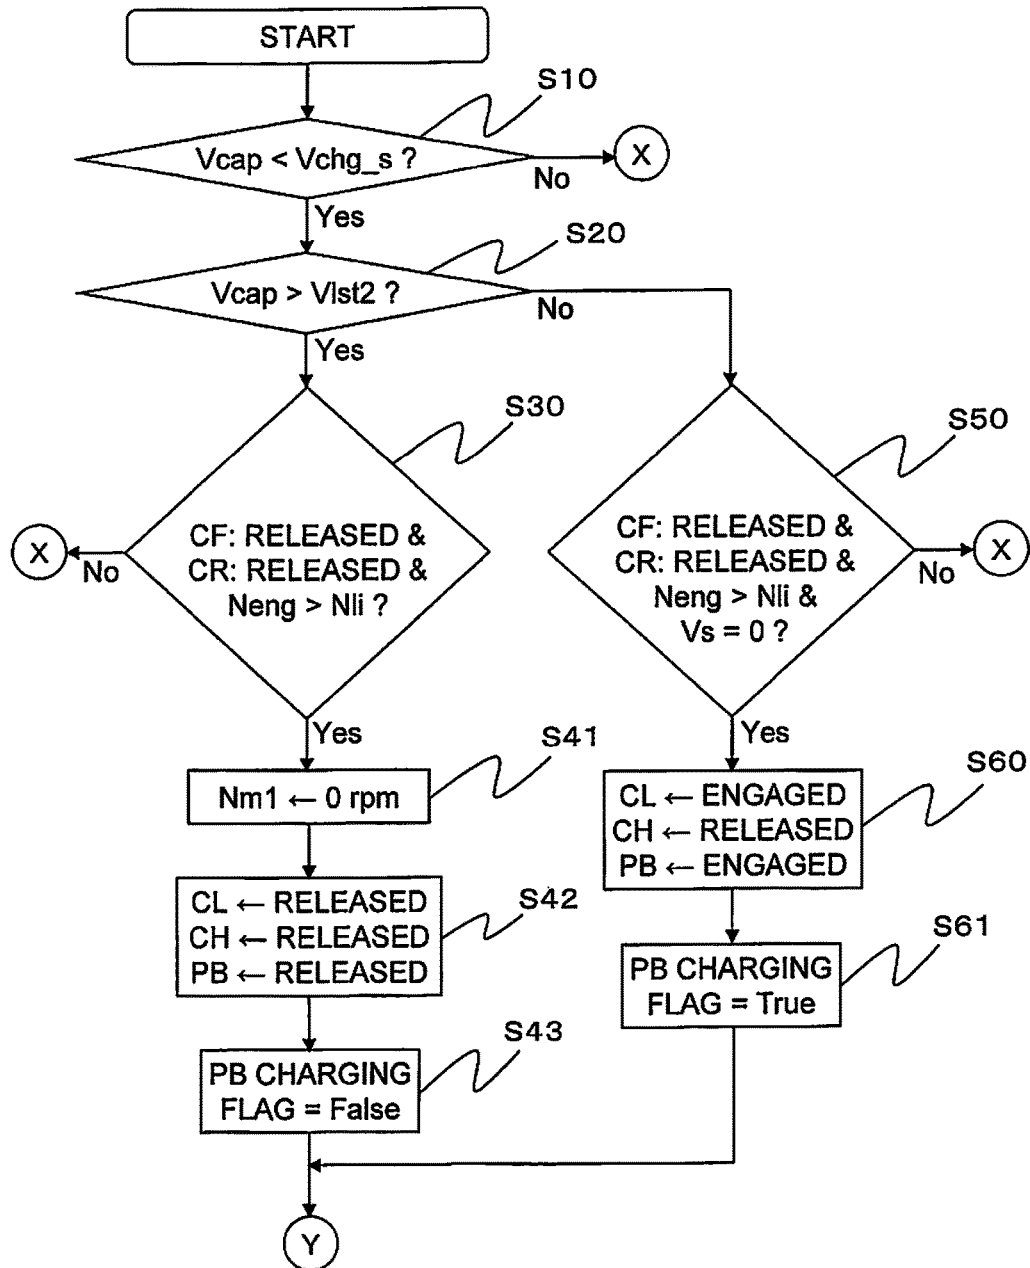 START
S10
Vcap < Vchg_s ?
X
No
Yes
S20
Vcap > Vlst2 ?
No
Yes
S30
CF: RELEASED &
CR: RELEASED &
Neng > Nli ?
X
No
Yes
S50
CF: RELEASED &
CR: RELEASED &
Neng > Nli &
Vs = 0 ?
X
No
Yes
S41
Nm1 ← 0 rpm
S60
CL ← ENGAGED
CH ← RELEASED
PB ← ENGAGED
S42
CL ← RELEASED
CH ← RELEASED
PB ← RELEASED
S61
PB CHARGING
FLAG = True
S43
PB CHARGING
FLAG = False
Y